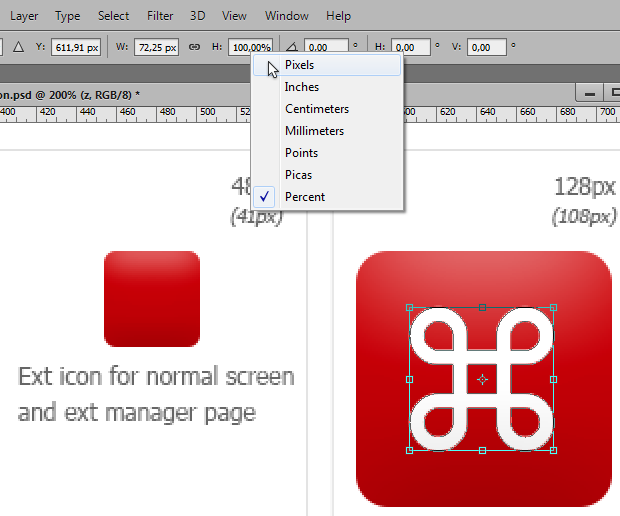 Layer Type Select Filter 3D View Window Help
Y: 611,91 px W: 72,25 px H: 100,00% 0,00 ° H: 0,00 ° V: 0,00 °
Pixels
Inches
Centimeters
Millimeters
Points
Picas
Percent
on.psd @ 200% (z, RGB/8) *
400 420 440 460 480 500 520 600 620 640 660 680 700
48
(41px)
128px
(108px)
Ext icon for normal screen
and ext manager page